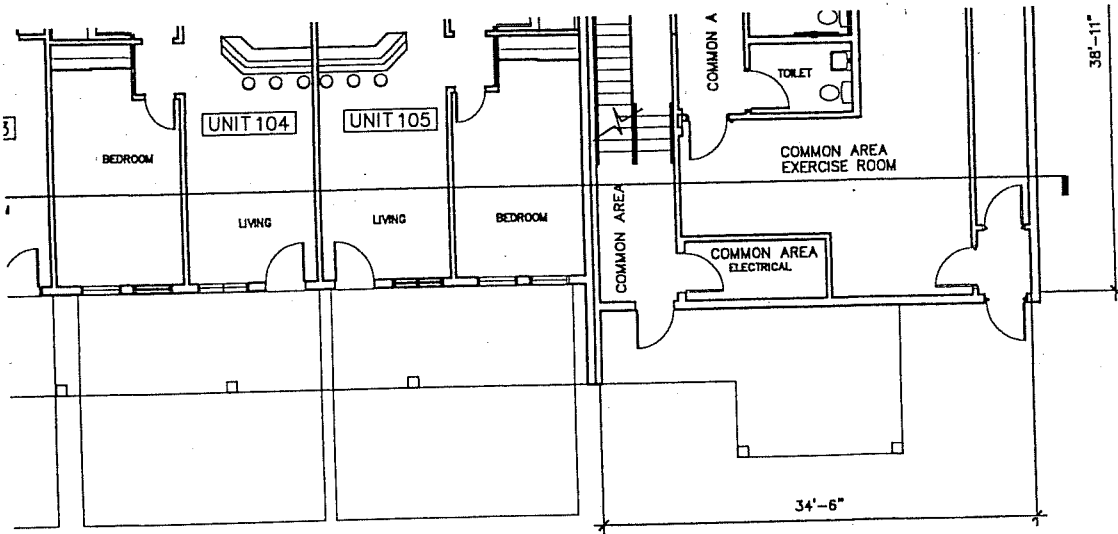 38'-11"
COMMON A
TOILET
UNIT 104
UNIT 105
3
COMMON AREA
EXERCISE ROOM
BEDROOM
LIVING
LIVING
BEDROOM
COMMON AREA
COMMON AREA
ELECTRICAL
34'-6"